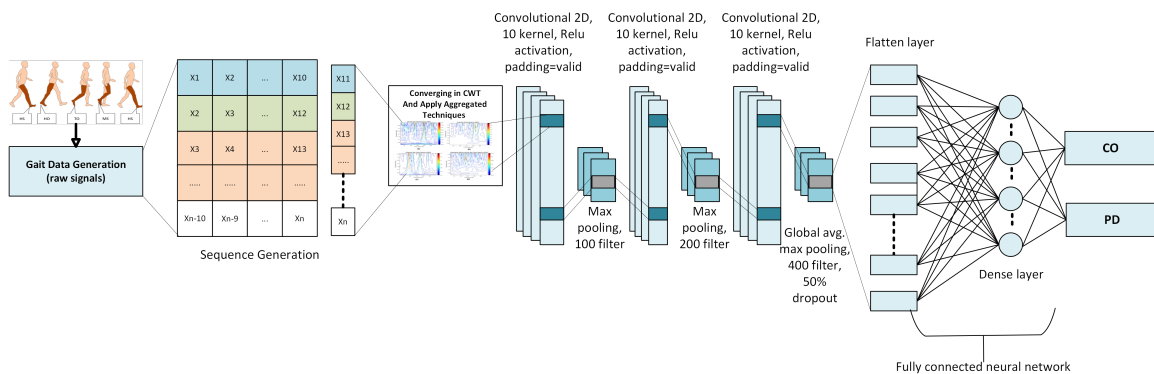 HS
HO
TO
MS
HS
Gait Data Generation
(raw signals)
X1 X2 ... X10
X2 X3 ... X12
X3 X4 ... X13
..... ..... ... .....
Xn-10 Xn-9 ... Xn
Sequence Generation
X11
X12
X13
.....
Xn
Converging in CWT
And Apply Aggregated
Techniques
Convolutional 2D,
10 kernel, Relu
activation,
padding=valid
Max
pooling,
100 filter
Convolutional 2D,
10 kernel, Relu
activation,
padding=valid
Max
pooling,
200 filter
Convolutional 2D,
10 kernel, Relu
activation,
padding=valid
Global avg.
max pooling,
400 filter,
50%
dropout
Flatten layer
Dense layer
CO
PD
Fully connected neural network